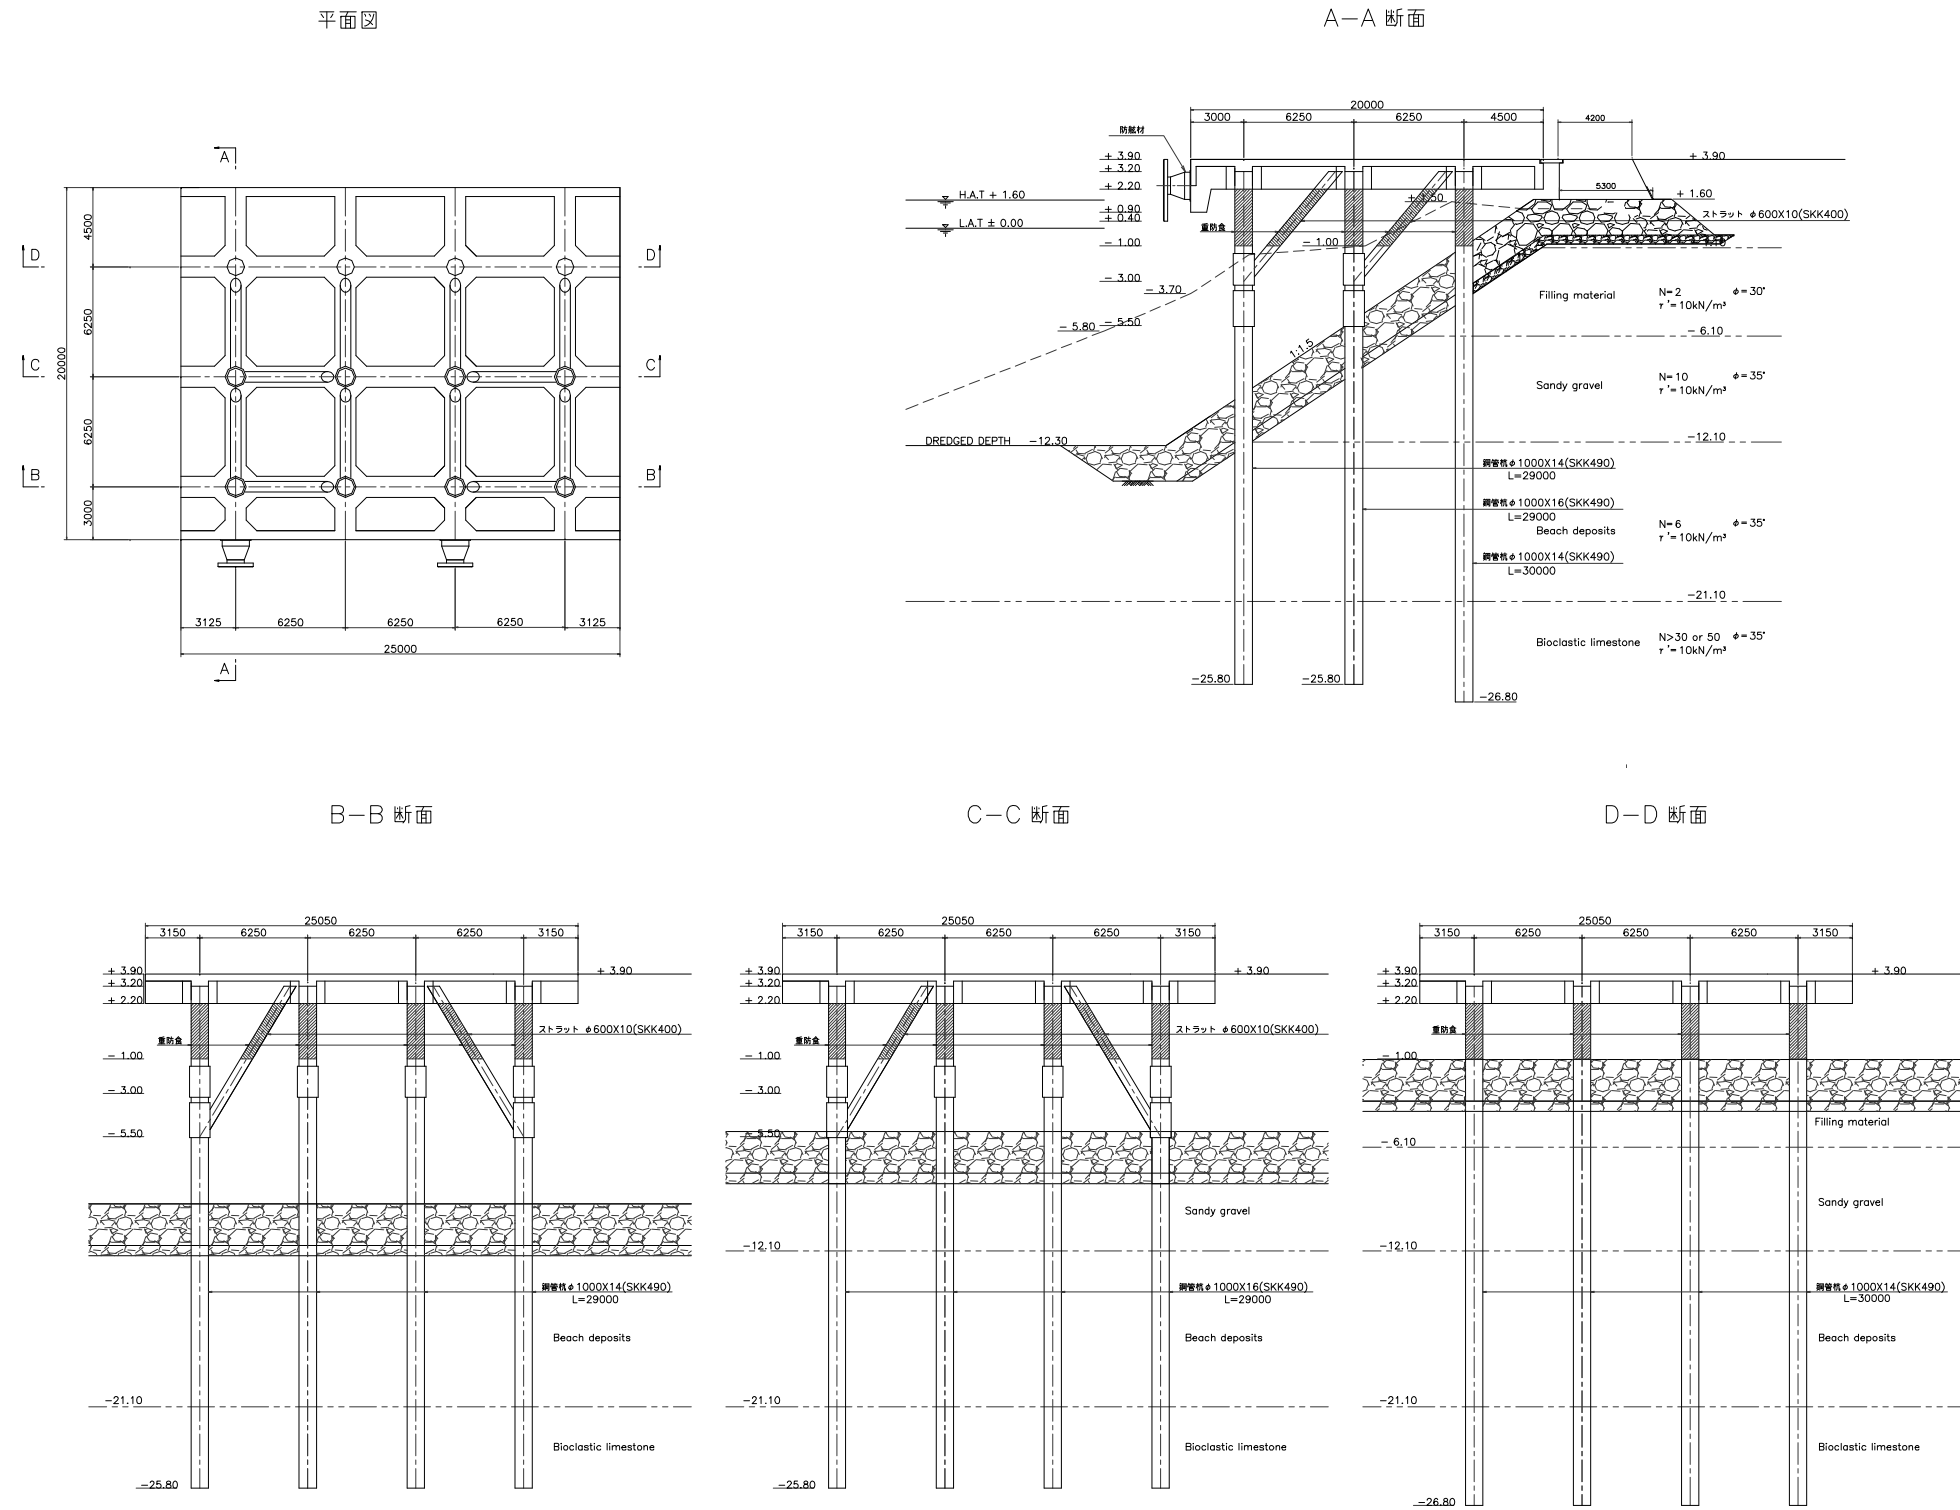 平面図
A
4500
D
D
6250
20000
C
C
6250
B
B
3000
3125
6250
6250
6250
3125
25000
A
A－A 断面
20000
3000
6250
6250
4500
4200
防舷材
+ 3.90
+ 3.90
+ 3.20
+ 2.20
5300
H.A.T + 1.60
+ 1.60
+ 1.50
+ 0.90
+ 0.40
ストラット φ600X10(SKK400)
L.A.T ± 0.00
重防食
− 1.00
− 1.00
− 3.00
− 3.70
Filling material
N=2 φ=30°
γ'=10kN/m³
− 5.80
− 5.50
− 6.10
1:1.5
Sandy gravel
N=10 φ=35°
γ'=10kN/m³
DREDGED DEPTH −12.30
−12.10
鋼管杭φ1000X14(SKK490)
L=29000
鋼管杭φ1000X16(SKK490)
L=29000
Beach deposits
N=6 φ=35°
γ'=10kN/m³
鋼管杭φ1000X14(SKK490)
L=30000
−21.10
Bioclastic limestone
N>30 or 50 φ=35°
γ'=10kN/m³
−25.80
−25.80
−26.80
B－B 断面
25050
3150
6250
6250
6250
3150
+ 3.90
+ 3.90
+ 3.20
+ 2.20
ストラット φ600X10(SKK400)
重防食
− 1.00
− 3.00
− 5.50
鋼管杭φ1000X14(SKK490)
L=29000
Beach deposits
−21.10
Bioclastic limestone
−25.80
C－C 断面
25050
3150
6250
6250
6250
3150
+ 3.90
+ 3.90
+ 3.20
+ 2.20
ストラット φ600X10(SKK400)
重防食
− 1.00
− 3.00
− 5.50
Sandy gravel
−12.10
鋼管杭φ1000X16(SKK490)
L=29000
Beach deposits
−21.10
Bioclastic limestone
−25.80
D－D 断面
25050
3150
6250
6250
6250
3150
+ 3.90
+ 3.90
+ 3.20
+ 2.20
重防食
− 1.00
Filling material
− 6.10
Sandy gravel
−12.10
鋼管杭φ1000X14(SKK490)
L=30000
Beach deposits
−21.10
Bioclastic limestone
−26.80